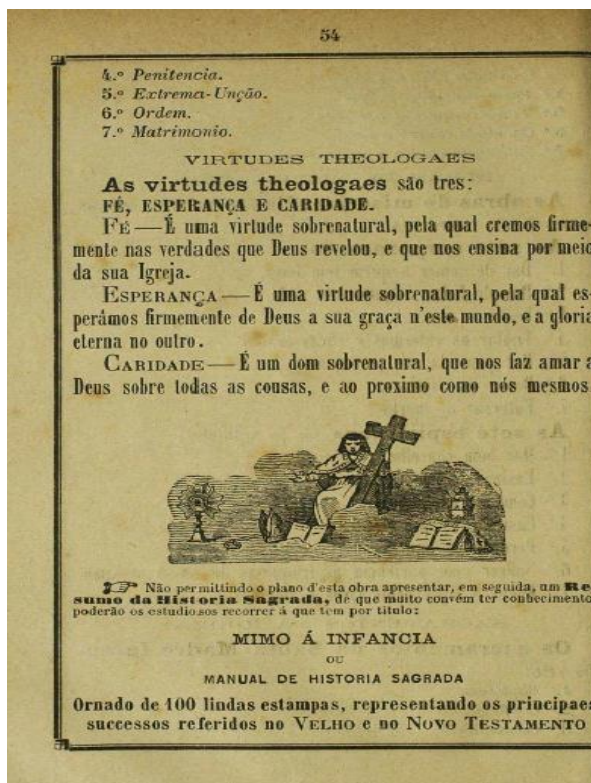 54
4.º Penitencia.
5.º Extrema-Unção.
6.º Ordem.
7.º Matrimonio.
VIRTUDES THEOLOGAES
As virtudes theologaes são tres:
FÉ, ESPERANÇA E CARIDADE.
FÉ — É uma virtude sobrenatural, pela qual cremos firme-
mente nas verdades que Deus revelou, e que nos ensina por meio
da sua Igreja.
ESPERANÇA — É uma virtude sobrenatural, pela qual es-
perâmos firmemente de Deus a sua graça n'este mundo, e a gloria
eterna no outro.
CARIDADE — É um dom sobrenatural, que nos faz amar a
Deus sobre todas as cousas, e ao proximo como nós mesmos
☞ Não permittindo o plano d'esta obra apresentar, em seguida, um Re-
sumo da Historia Sagrada, de que muito convém ter conhecimento
poderão os estudiosos recorrer á que tem por titulo:
MIMO Á INFANCIA
OU
MANUAL DE HISTORIA SAGRADA
Ornado de 100 lindas estampas, representando os principaes
successos referidos no VELHO e no NOVO TESTAMENTO